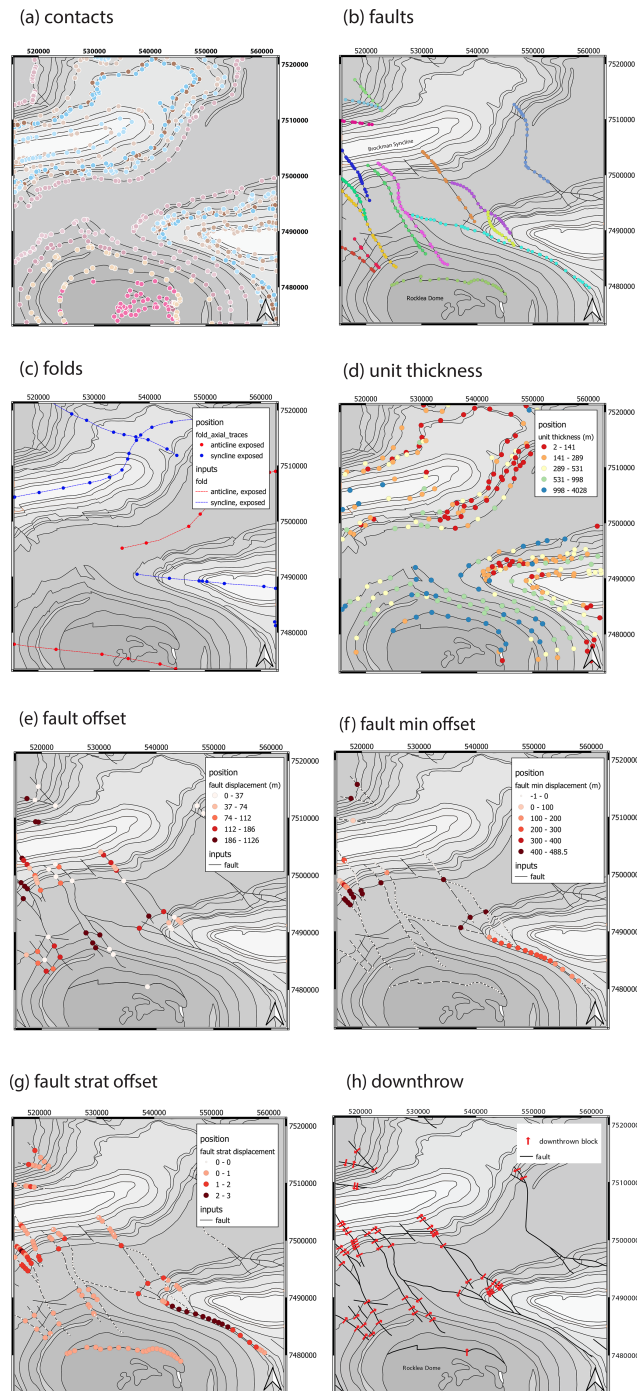 (a) contacts
520000 530000 540000 550000 560000
7520000
7510000
7500000
7490000
7480000
(b) faults
520000 530000 540000 550000 560000
7520000
7510000
7500000
7490000
7480000
Brockman Syncline
Rocklea Dome
(c) folds
520000 530000 540000 550000 560000
7520000
7510000
7500000
7490000
7480000
position
fold_axial_traces
anticline exposed
syncline exposed
inputs
fold
anticline, exposed
syncline, exposed
(d) unit thickness
520000 530000 540000 550000 560000
7520000
7510000
7500000
7490000
7480000
position
unit thickness (m)
2 - 141
141 - 289
289 - 531
531 - 998
998 - 4028
(e) fault offset
520000 530000 540000 550000 560000
7520000
7510000
7500000
7490000
7480000
position
fault displacement (m)
0 - 37
37 - 74
74 - 112
112 - 186
186 - 1126
inputs
fault
(f) fault min offset
520000 530000 540000 550000 560000
7520000
7510000
7500000
7490000
7480000
position
fault min displacement (m)
-1 - 0
0 - 100
100 - 200
200 - 300
300 - 400
400 - 488.5
inputs
fault
(g) fault strat offset
520000 530000 540000 550000 560000
7520000
7510000
7500000
7490000
7480000
position
fault strat displacement
0 - 0
0 - 1
1 - 2
2 - 3
inputs
fault
(h) downthrow
520000 530000 540000 550000 560000
7520000
7510000
7500000
7490000
7480000
downthrown block
fault
Rocklea Dome